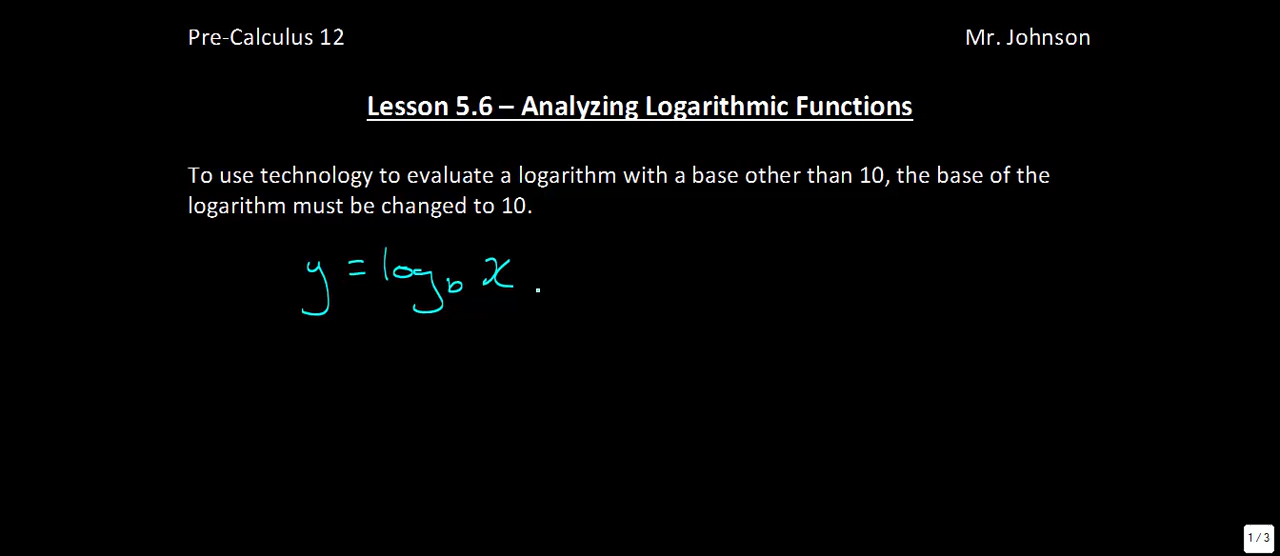 Pre-Calculus 12 Mr. Johnson
Lesson 5.6 – Analyzing Logarithmic Functions
To use technology to evaluate a logarithm with a base other than 10, the base of the
logarithm must be changed to 10.
y = log_b x
1 / 3